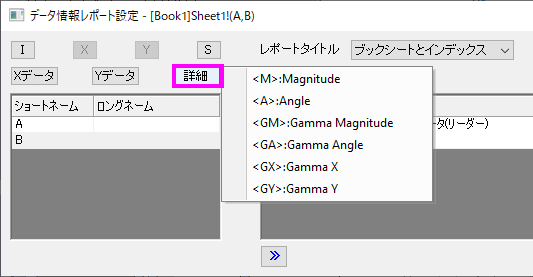 データ情報レポート設定 - [Book1]Sheet1!(A,B)
I X Y S レポートタイトル ブックシートとインデックス
Xデータ Yデータ 詳細
<M>:Magnitude
<A>:Angle
<GM>:Gamma Magnitude
<GA>:Gamma Angle
<GX>:Gamma X
<GY>:Gamma Y
ショートネーム ロングネーム
A
B
タ(リーダー)
»